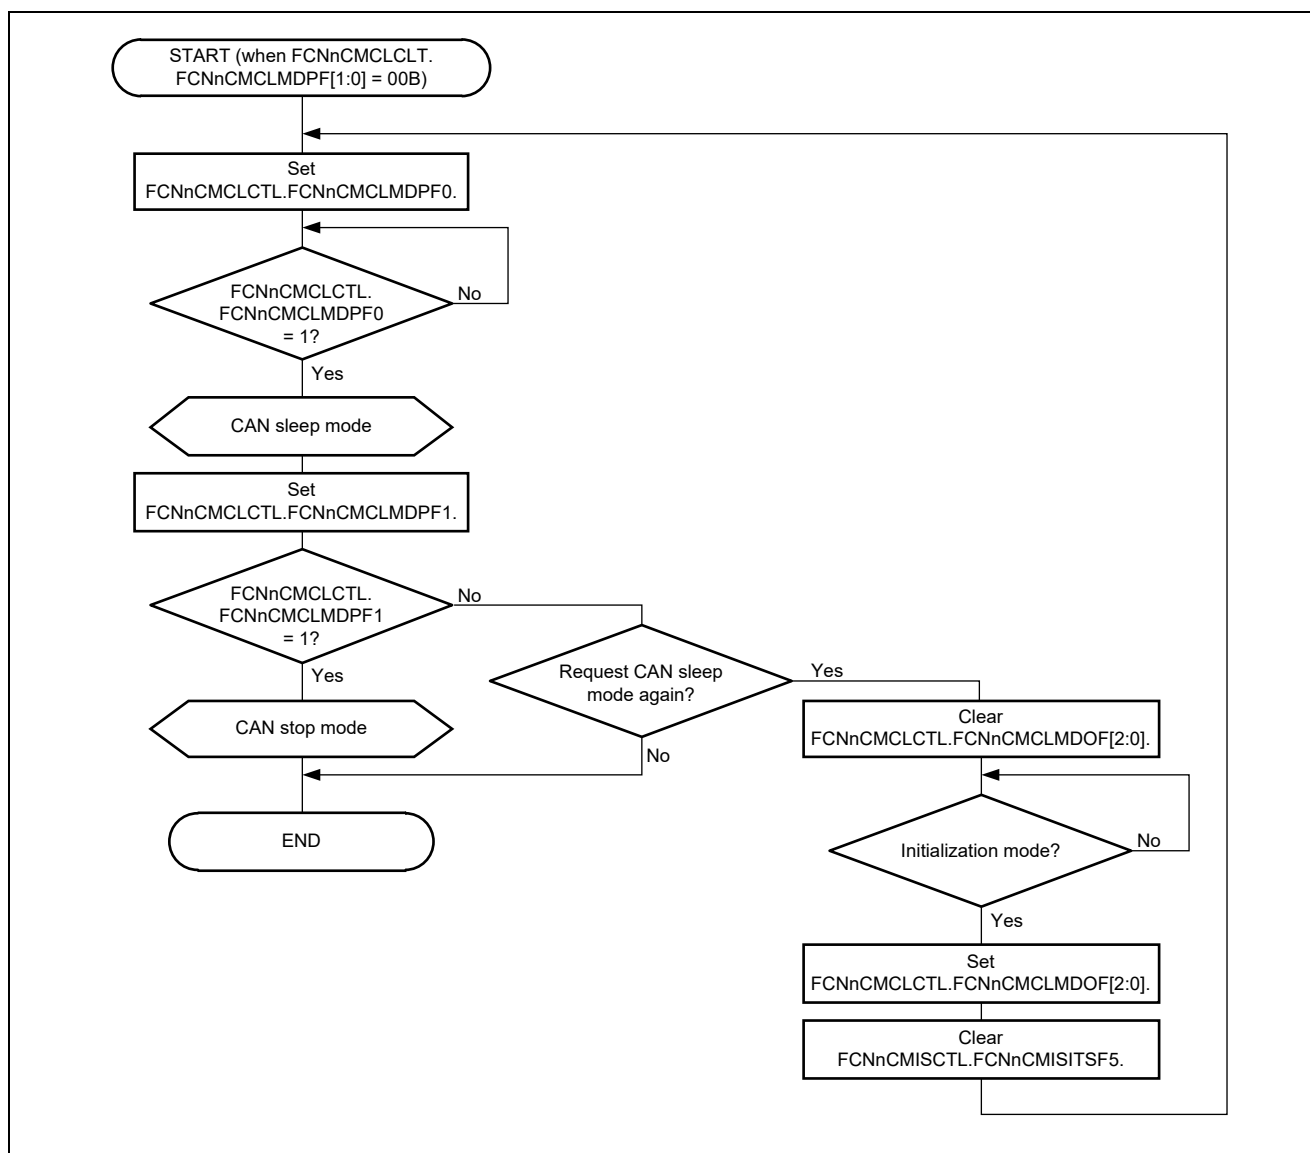 START (when FCNnCMCLCLT.
FCNnCMCLMDPF[1:0] = 00B)
Set
FCNnCMCLCTL.FCNnCMCLMDPF0.
FCNnCMCLCTL.
FCNnCMCLMDPF0
= 1?
No
Yes
CAN sleep mode
Set
FCNnCMCLCTL.FCNnCMCLMDPF1.
FCNnCMCLCTL.
FCNnCMCLMDPF1
= 1?
No
Yes
CAN stop mode
END
Request CAN sleep
mode again?
Yes
No
Clear
FCNnCMCLCTL.FCNnCMCLMDOF[2:0].
Initialization mode?
No
Yes
Set
FCNnCMCLCTL.FCNnCMCLMDOF[2:0].
Clear
FCNnCMISCTL.FCNnCMISITSF5.